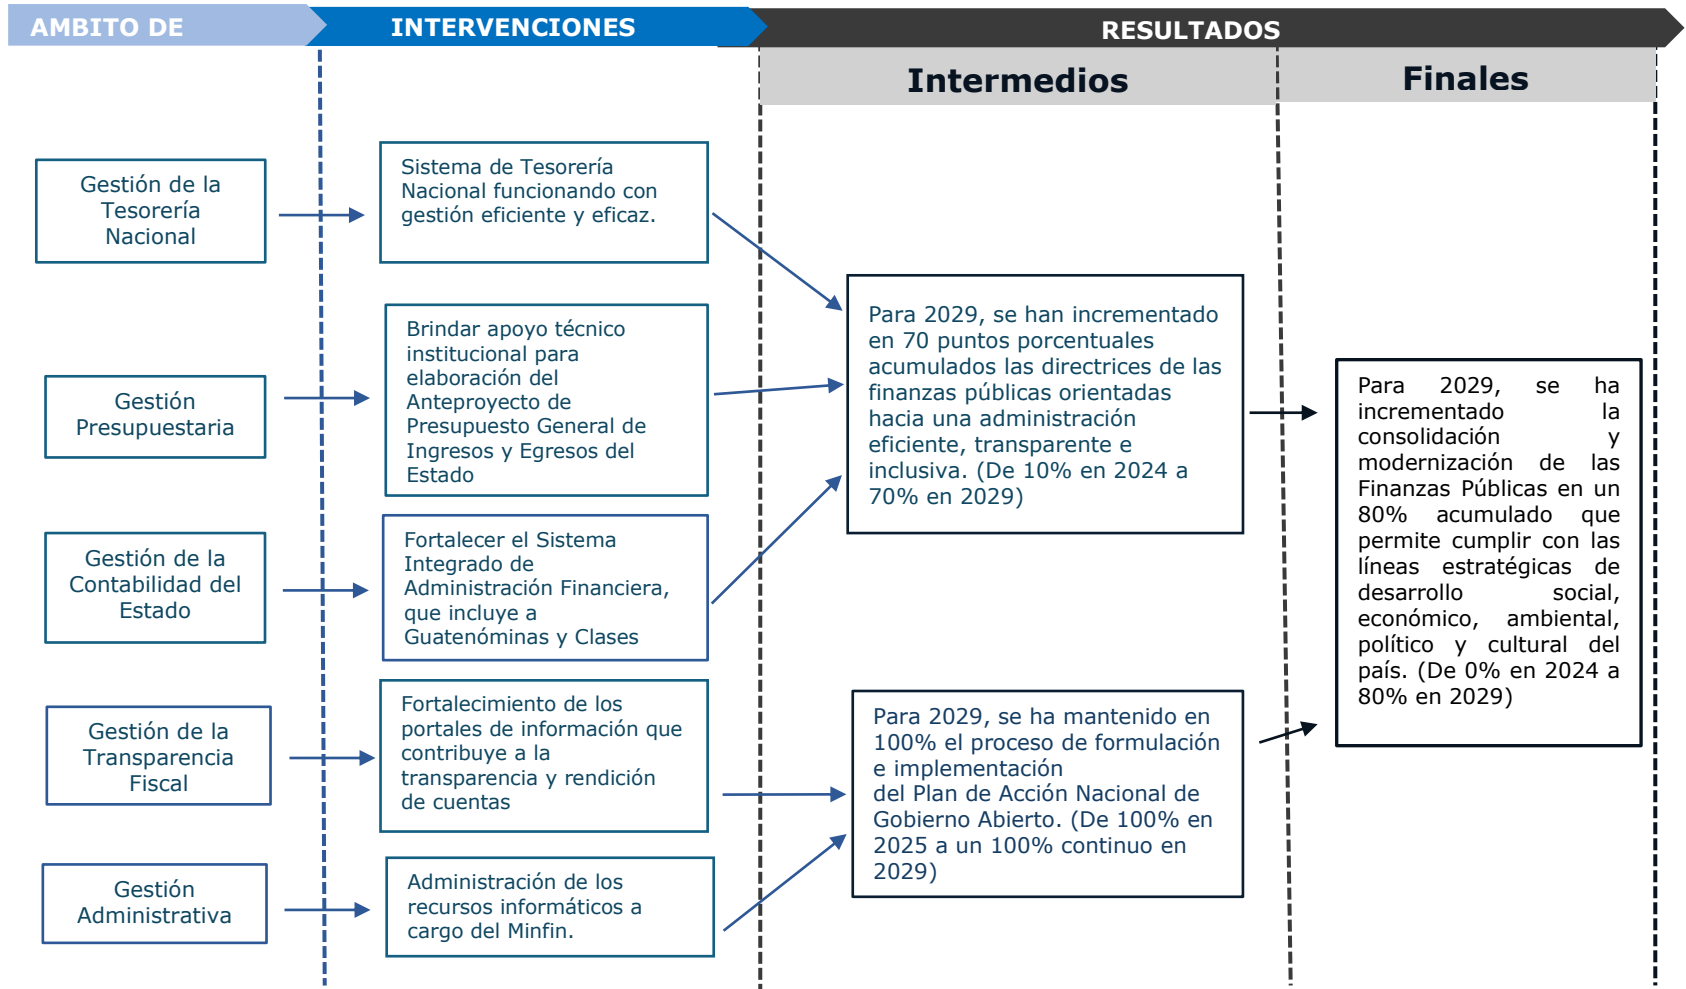 AMBITO DE
INTERVENCIONES
RESULTADOS
Intermedios
Finales
Gestión de la
Tesorería
Nacional
Gestión
Presupuestaria
Gestión de la
Contabilidad del
Estado
Gestión de la
Transparencia
Fiscal
Gestión
Administrativa
Sistema de Tesorería
Nacional funcionando con
gestión eficiente y eficaz.
Brindar apoyo técnico
institucional para
elaboración del
Anteproyecto de
Presupuesto General de
Ingresos y Egresos del
Estado
Fortalecer el Sistema
Integrado de
Administración Financiera,
que incluye a
Guatenóminas y Clases
Fortalecimiento de los
portales de información que
contribuye a la
transparencia y rendición
de cuentas
Administración de los
recursos informáticos a
cargo del Minfin.
Para 2029, se han incrementado
en 70 puntos porcentuales
acumulados las directrices de las
finanzas públicas orientadas
hacia una administración
eficiente, transparente e
inclusiva. (De 10% en 2024 a
70% en 2029)
Para 2029, se ha mantenido en
100% el proceso de formulación
e implementación
del Plan de Acción Nacional de
Gobierno Abierto. (De 100% en
2025 a un 100% continuo en
2029)
Para 2029, se ha
incrementado la
consolidación y
modernización de las
Finanzas Públicas en un
80% acumulado que
permite cumplir con las
líneas estratégicas de
desarrollo social,
económico, ambiental,
político y cultural del
país. (De 0% en 2024 a
80% en 2029)